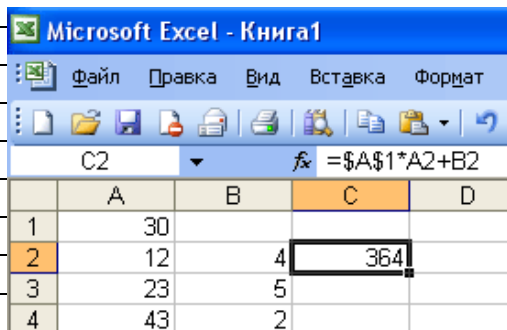 Microsoft Excel - Книга1
Файл Правка Вид Вставка Формат
C2 fx =$A$1*A2+B2
A B C D
1 30
2 12 4 364
3 23 5
4 43 2